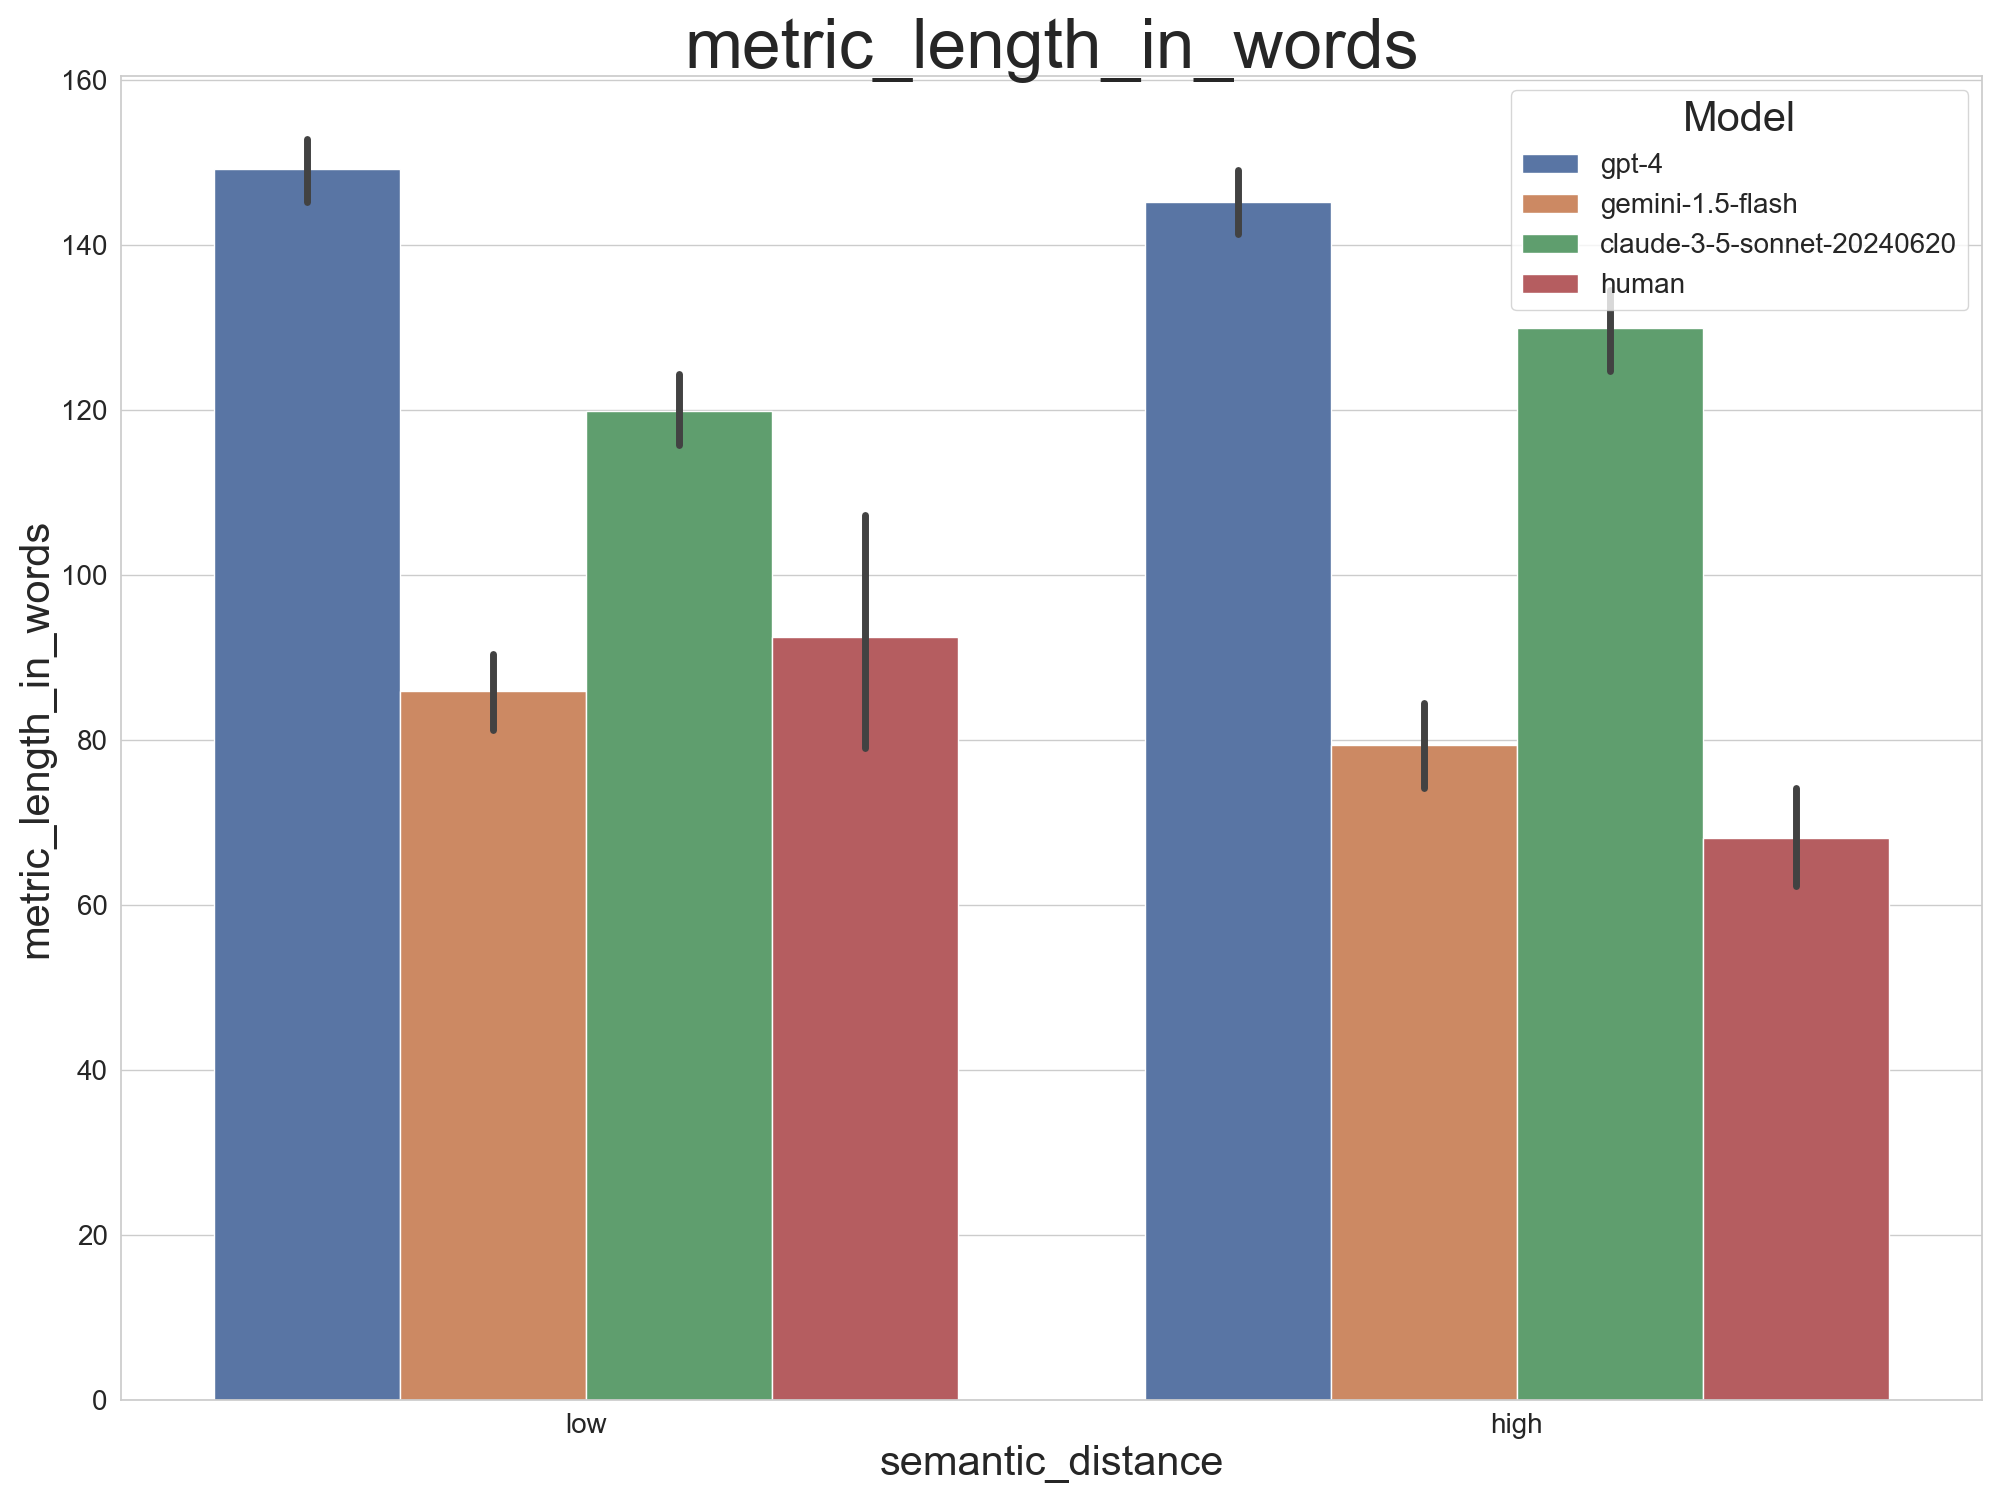 metric_length_in_words
metric_length_in_words
160
140
120
100
80
60
40
20
0
Model
gpt-4
gemini-1.5-flash
claude-3-5-sonnet-20240620
human
low
high
semantic_distance